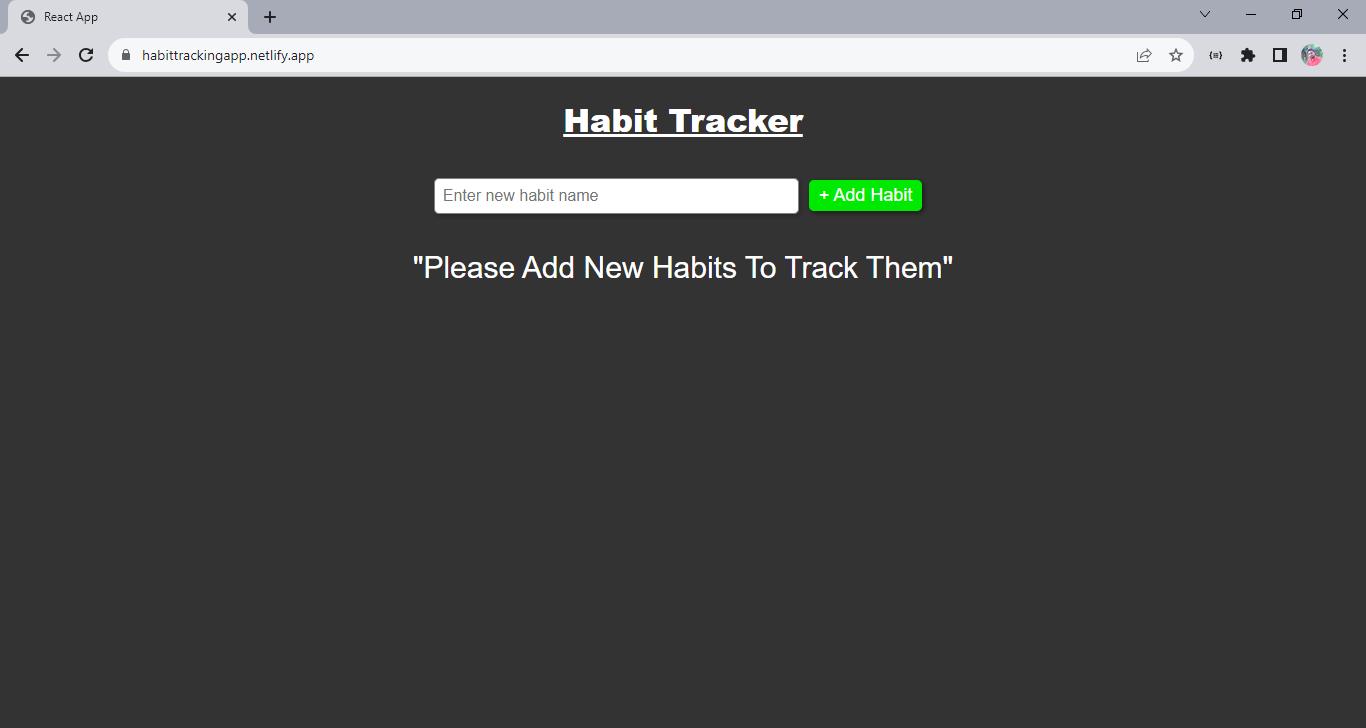 React App
habittrackingapp.netlify.app
Habit Tracker
Enter new habit name
+ Add Habit
"Please Add New Habits To Track Them"